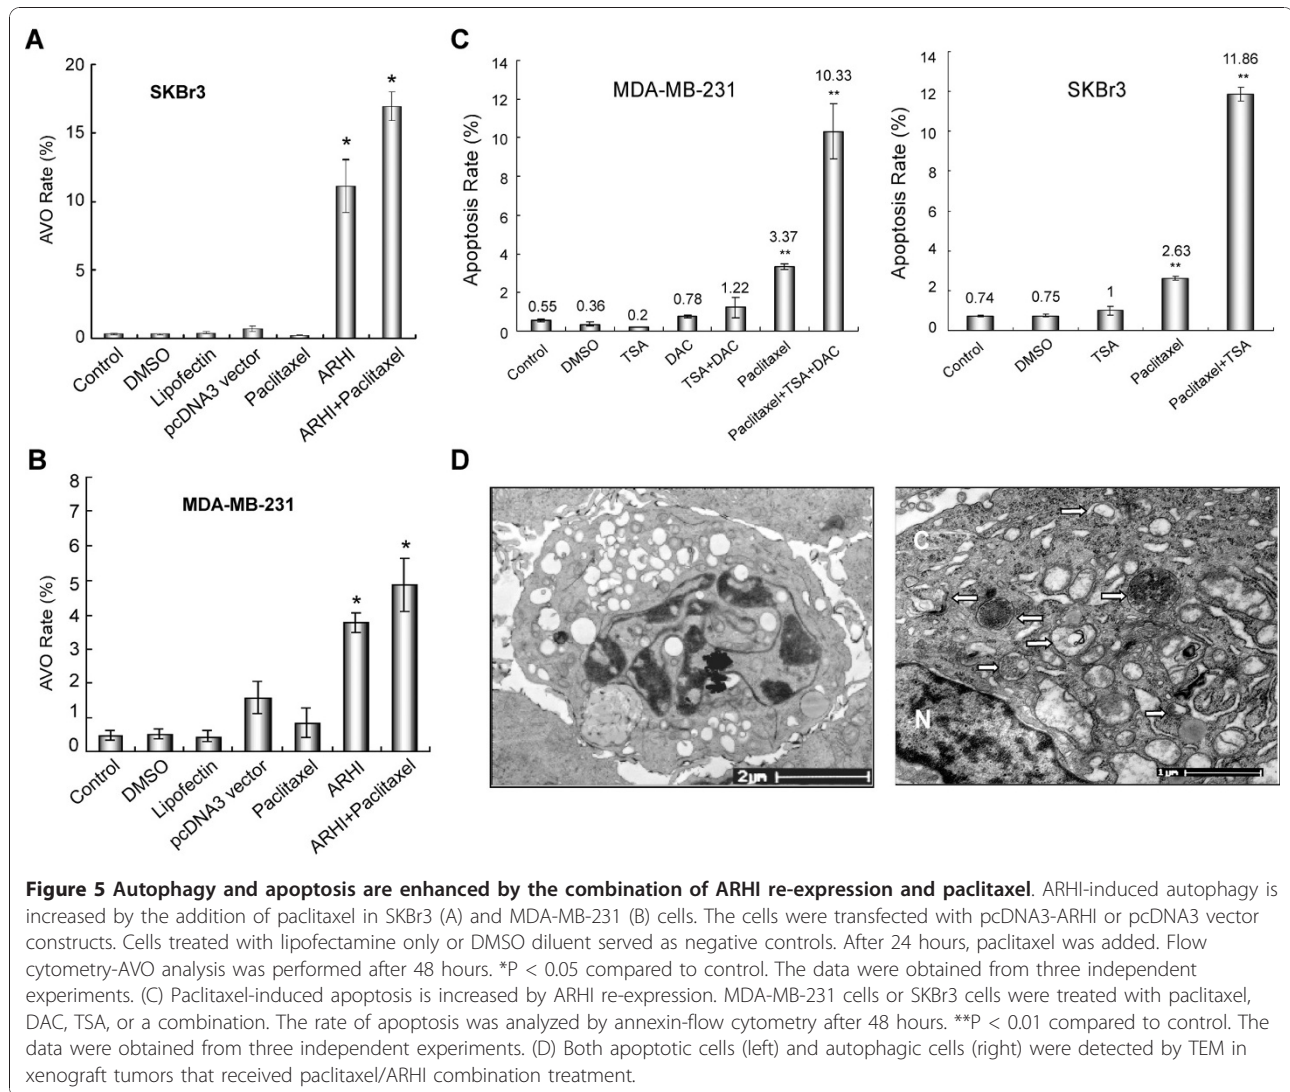 A
20
15
10
5
0
AVO Rate (%)
SKBr3
*
*
Control
DMSO
Lipofectin
pcDNA3 vector
Paclitaxel
ARHI
ARHI+Paclitaxel
B
8
7
6
5
4
3
2
1
0
AVO Rate (%)
MDA-MB-231
*
*
Control
DMSO
Lipofectin
pcDNA3 vector
Paclitaxel
ARHI
ARHI+Paclitaxel
C
14
12
10
8
6
4
2
0
Apoptosis Rate (%)
MDA-MB-231
0.55
0.36
0.2
0.78
1.22
3.37
**
10.33
**
Control
DMSO
TSA
DAC
TSA+DAC
Paclitaxel
Paclitaxel+TSA+DAC
14
12
10
8
6
4
2
0
Apoptosis Rate (%)
SKBr3
0.74
0.75
1
2.63
**
11.86
**
Control
DMSO
TSA
Paclitaxel
Paclitaxel+TSA
D
2µm
C
N
1µm
Figure 5 Autophagy and apoptosis are enhanced by the combination of ARHI re-expression and paclitaxel. ARHI-induced autophagy is
increased by the addition of paclitaxel in SKBr3 (A) and MDA-MB-231 (B) cells. The cells were transfected with pcDNA3-ARHI or pcDNA3 vector
constructs. Cells treated with lipofectamine only or DMSO diluent served as negative controls. After 24 hours, paclitaxel was added. Flow
cytometry-AVO analysis was performed after 48 hours. *P < 0.05 compared to control. The data were obtained from three independent
experiments. (C) Paclitaxel-induced apoptosis is increased by ARHI re-expression. MDA-MB-231 cells or SKBr3 cells were treated with paclitaxel,
DAC, TSA, or a combination. The rate of apoptosis was analyzed by annexin-flow cytometry after 48 hours. **P < 0.01 compared to control. The
data were obtained from three independent experiments. (D) Both apoptotic cells (left) and autophagic cells (right) were detected by TEM in
xenograft tumors that received paclitaxel/ARHI combination treatment.